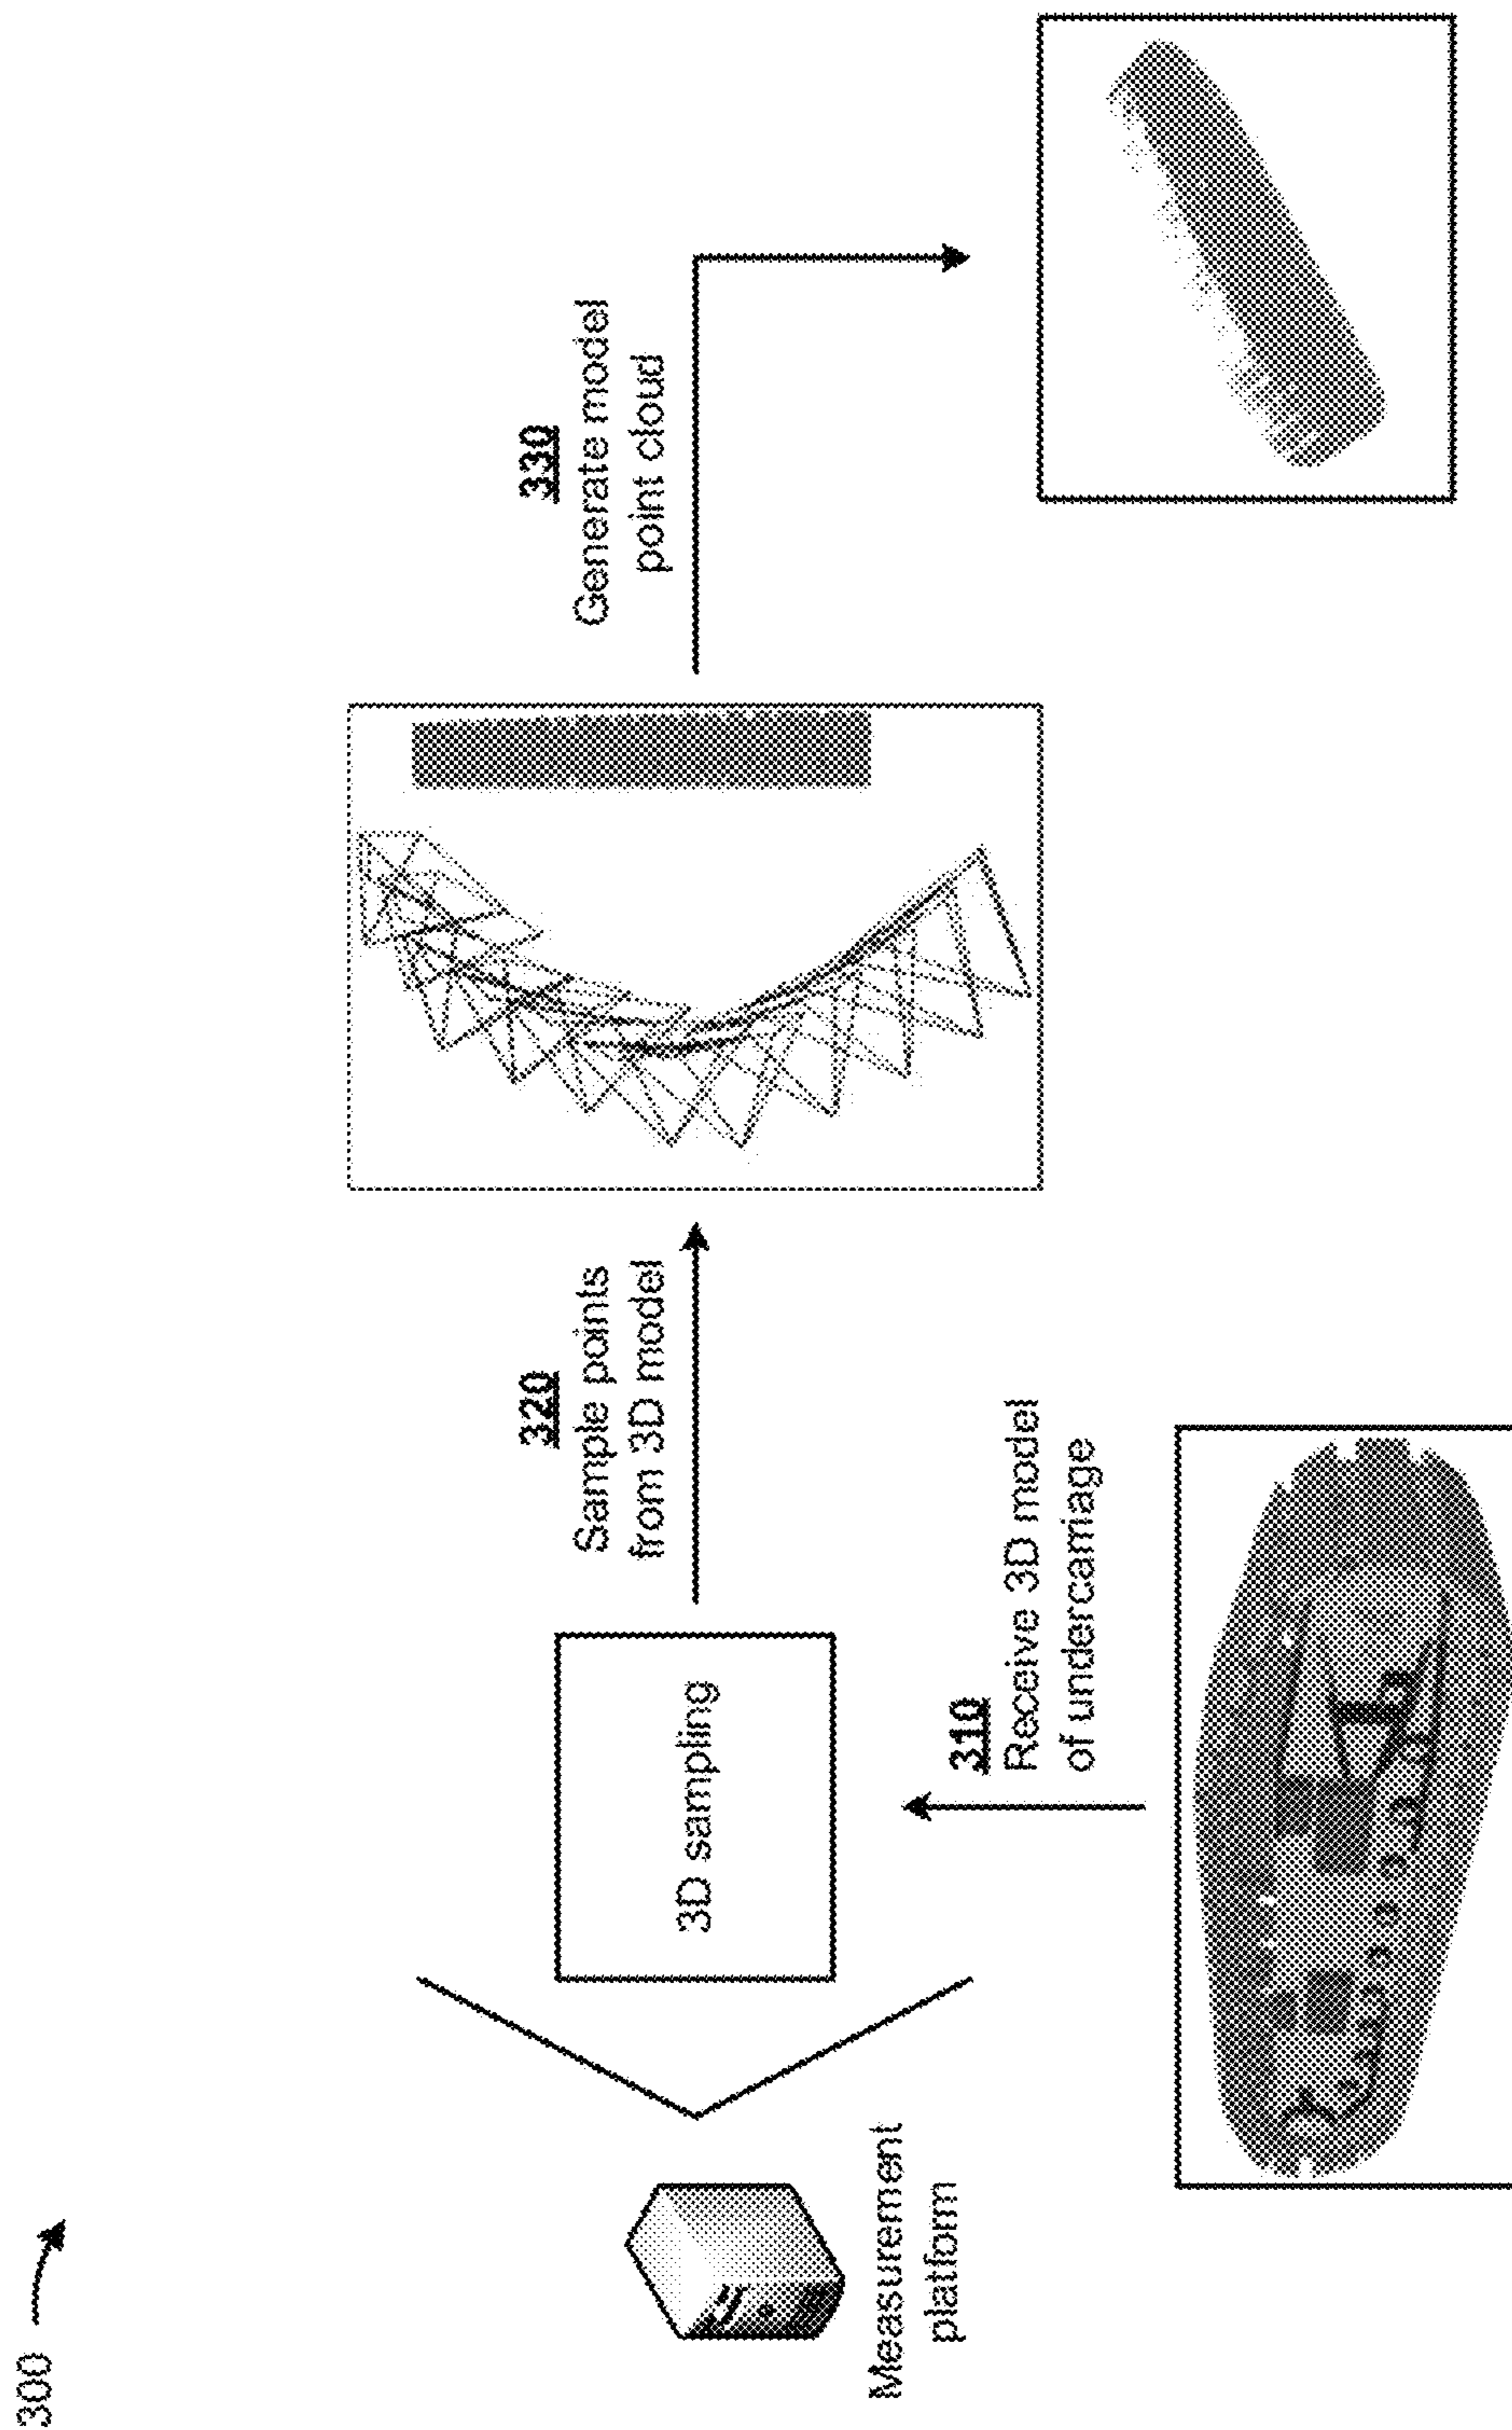 300
Measurement
platform
3D sampling
310
Receive 3D model
of undercarriage
320
Sample points
from 3D model
330
Generate model
point cloud